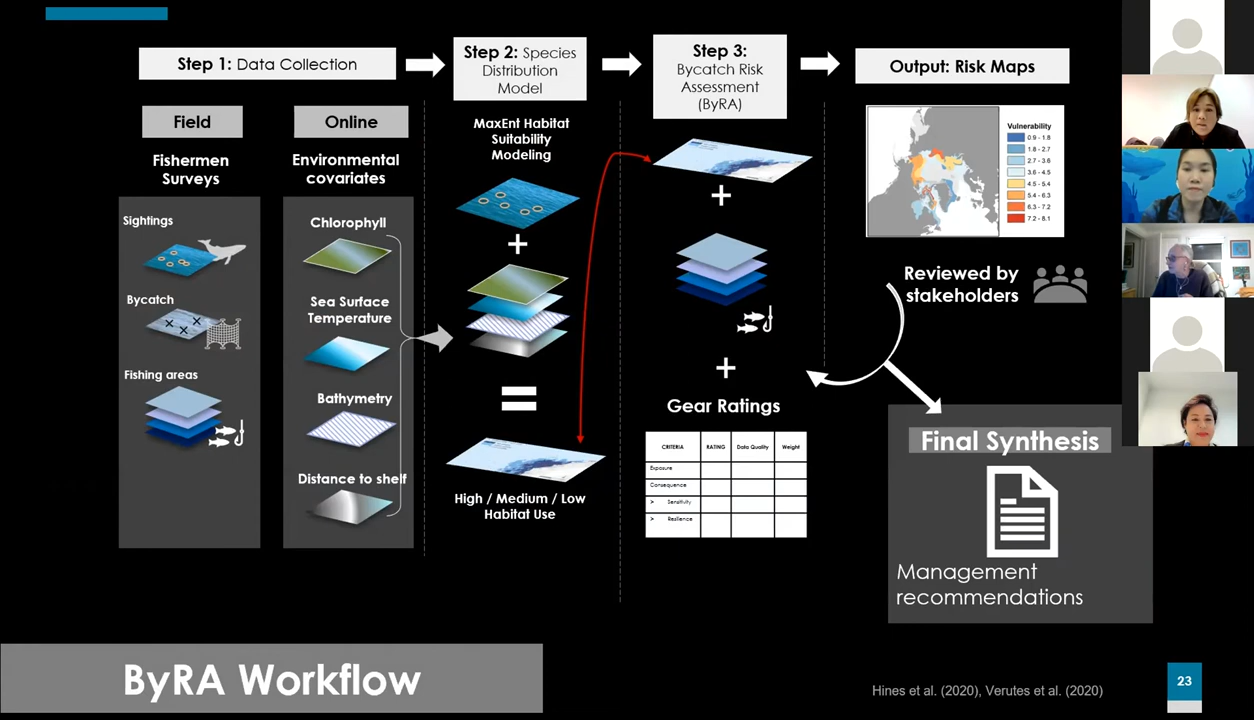 Step 1: Data Collection
Step 2: Species
Distribution
Model
Step 3:
Bycatch Risk
Assessment
(ByRA)
Output: Risk Maps
Field
Online
Fishermen
Surveys
Environmental
covariates
Sightings
Bycatch
Fishing areas
Chlorophyll
Sea Surface
Temperature
Bathymetry
Distance to shelf
MaxEnt Habitat
Suitability
Modeling
+
=
High / Medium / Low
Habitat Use
+
+
Gear Ratings
CRITERIA RATING Data Quality Weight
Exposure
Consequence
> Sensitivity
> Resilience
Vulnerability
0.9 - 1.8
1.8 - 2.7
2.7 - 3.6
3.6 - 4.5
4.5 - 5.4
5.4 - 6.3
6.3 - 7.2
7.2 - 8.1
Reviewed by
stakeholders
Final Synthesis
Management
recommendations
ByRA Workflow
Hines et al. (2020), Verutes et al. (2020)
23